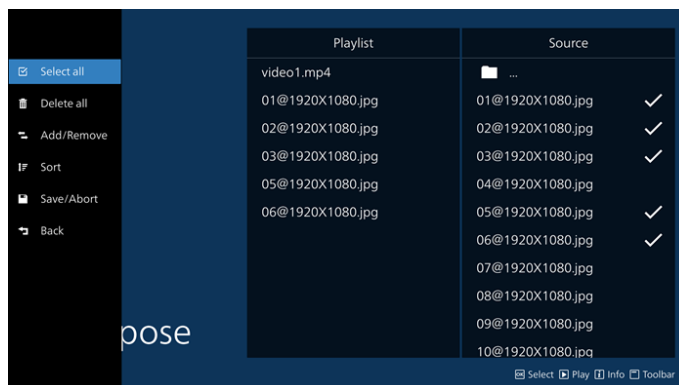 Select all
Delete all
Add/Remove
Sort
Save/Abort
Back
pose
Playlist
video1.mp4
01@1920X1080.jpg
02@1920X1080.jpg
03@1920X1080.jpg
05@1920X1080.jpg
06@1920X1080.jpg
Source
...
01@1920X1080.jpg
02@1920X1080.jpg
03@1920X1080.jpg
04@1920X1080.jpg
05@1920X1080.jpg
06@1920X1080.jpg
07@1920X1080.jpg
08@1920X1080.jpg
09@1920X1080.jpg
10@1920X1080.jpg
OK Select Play i Info Toolbar